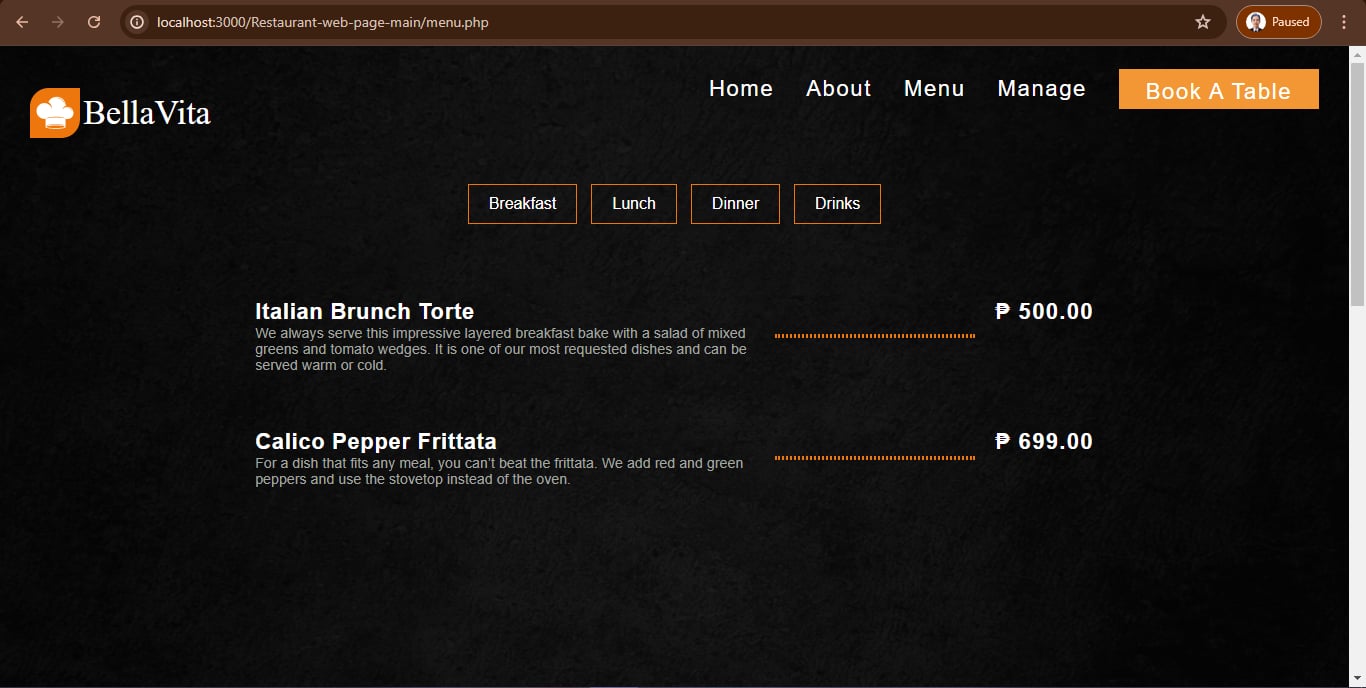 localhost:3000/Restaurant-web-page-main/menu.php
Paused
BellaVita
Home About Menu Manage Book A Table
Breakfast Lunch Dinner Drinks
Italian Brunch Torte
₱ 500.00
We always serve this impressive layered breakfast bake with a salad of mixed
greens and tomato wedges. It is one of our most requested dishes and can be
served warm or cold.
Calico Pepper Frittata
₱ 699.00
For a dish that fits any meal, you can't beat the frittata. We add red and green
peppers and use the stovetop instead of the oven.